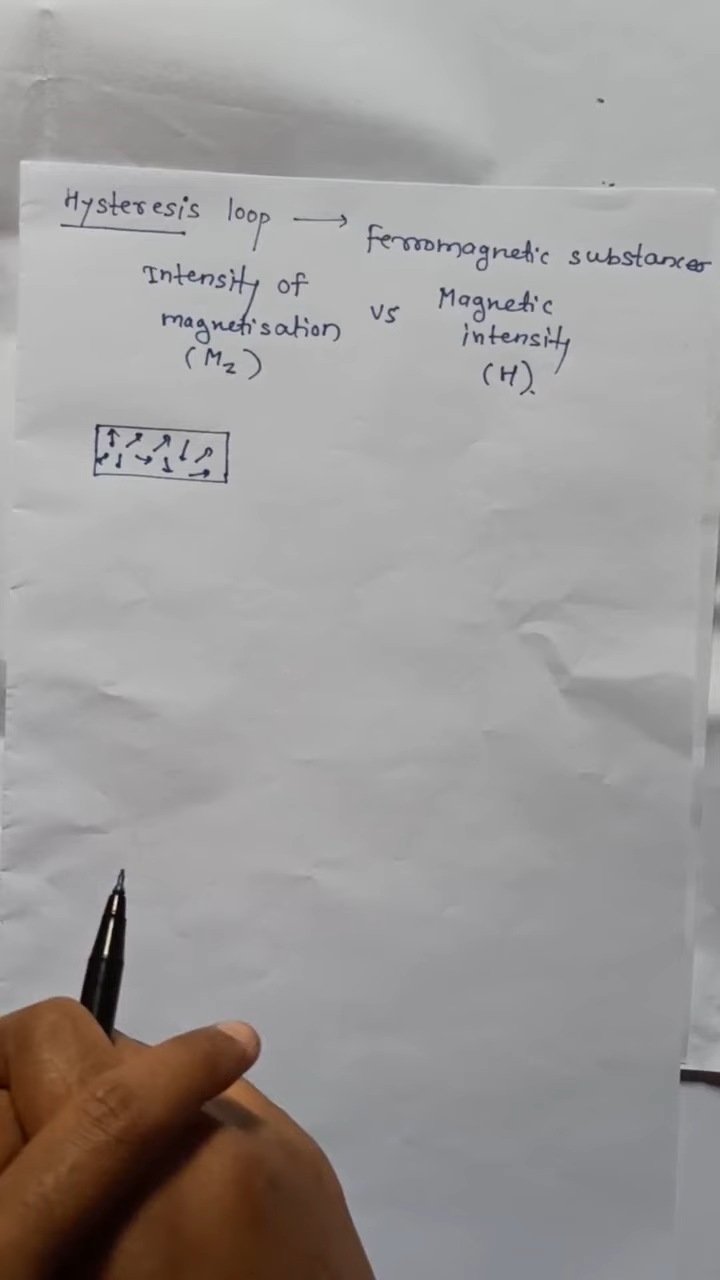 Hysteresis loop → Ferromagnetic substances
Intensity of magnetisation (Mz) vs Magnetic intensity (H).